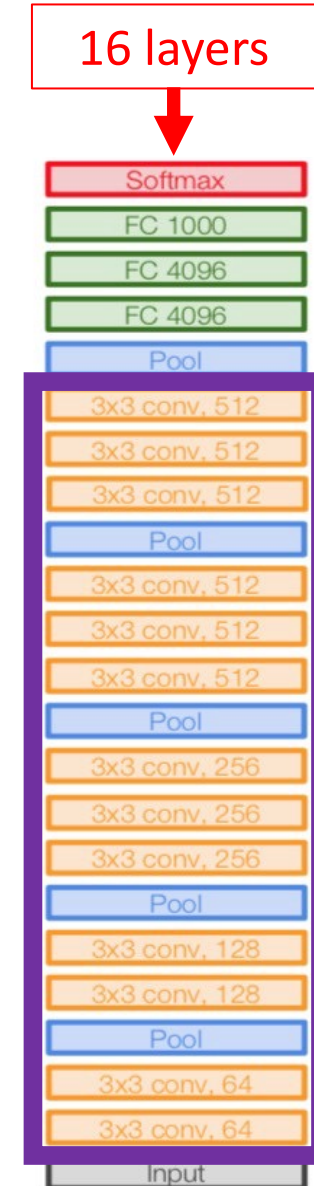 16 layers
Softmax
FC 1000
FC 4096
FC 4096
Pool
3x3 conv, 512
3x3 conv, 512
3x3 conv, 512
Pool
3x3 conv, 512
3x3 conv, 512
3x3 conv, 512
Pool
3x3 conv, 256
3x3 conv, 256
3x3 conv, 256
Pool
3x3 conv, 128
3x3 conv, 128
Pool
3x3 conv, 64
3x3 conv, 64
Input